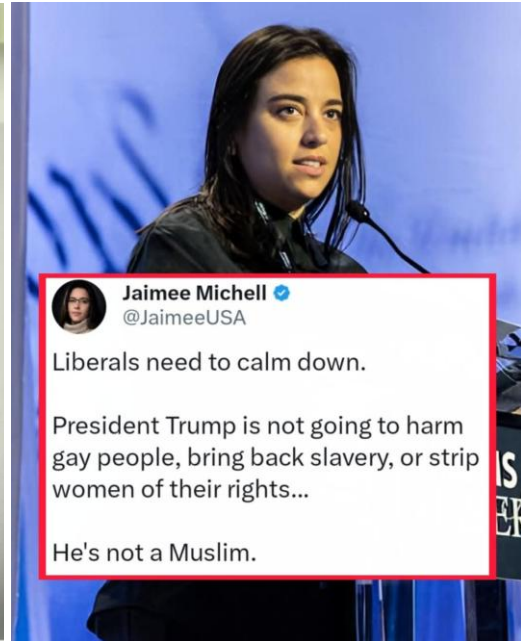 Jaimee Michell
@JaimeeUSA
Liberals need to calm down.
President Trump is not going to harm
gay people, bring back slavery, or strip
women of their rights...
He's not a Muslim.